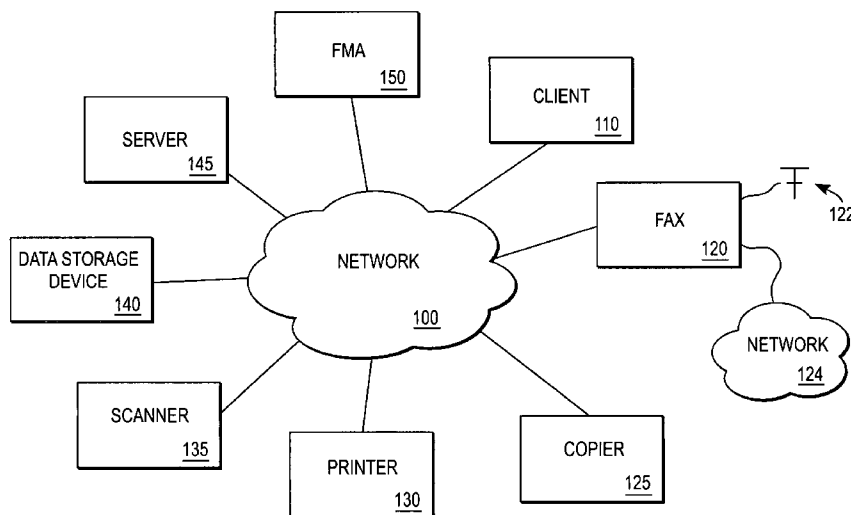 FMA
150
CLIENT
110
SERVER
145
FAX
120
122
DATA STORAGE
DEVICE
140
NETWORK
100
NETWORK
124
SCANNER
135
PRINTER
130
COPIER
125